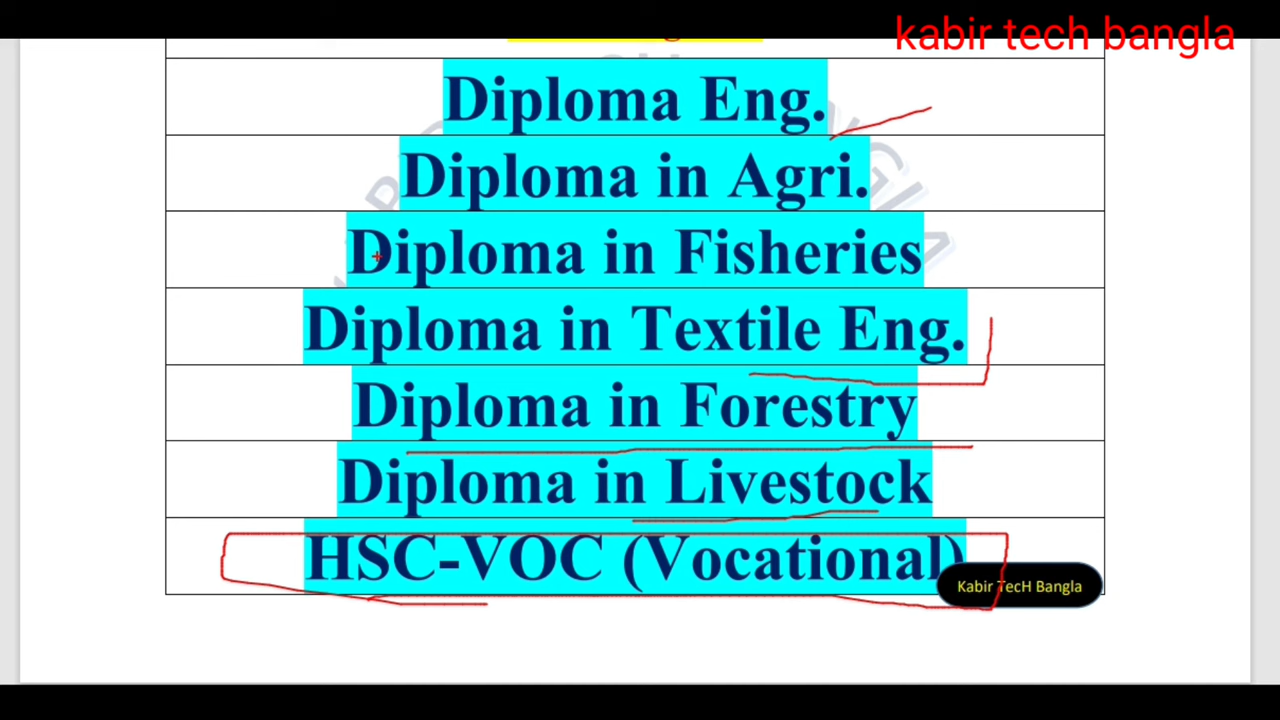 kabir tech bangla
Diploma Eng.
Diploma in Agri.
Diploma in Fisheries
Diploma in Textile Eng.
Diploma in Forestry
Diploma in Livestock
HSC-VOC (Vocational)
Kabir TecH Bangla